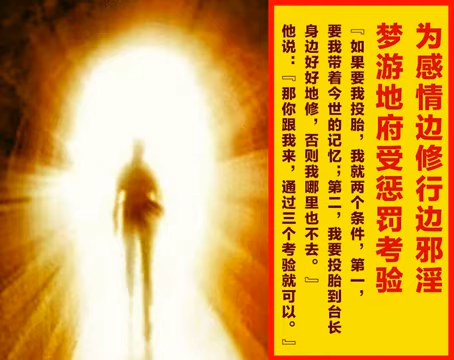 为感情边修行边邪淫
梦游地府受惩罚考验
『如果要我投胎，我就两个条件，第一，
要我带着今世的记忆；第二，我要投胎到台长
身边好好地修，否则我哪里也不去。』
他说：『那你跟我来，通过三个考验就可以。』